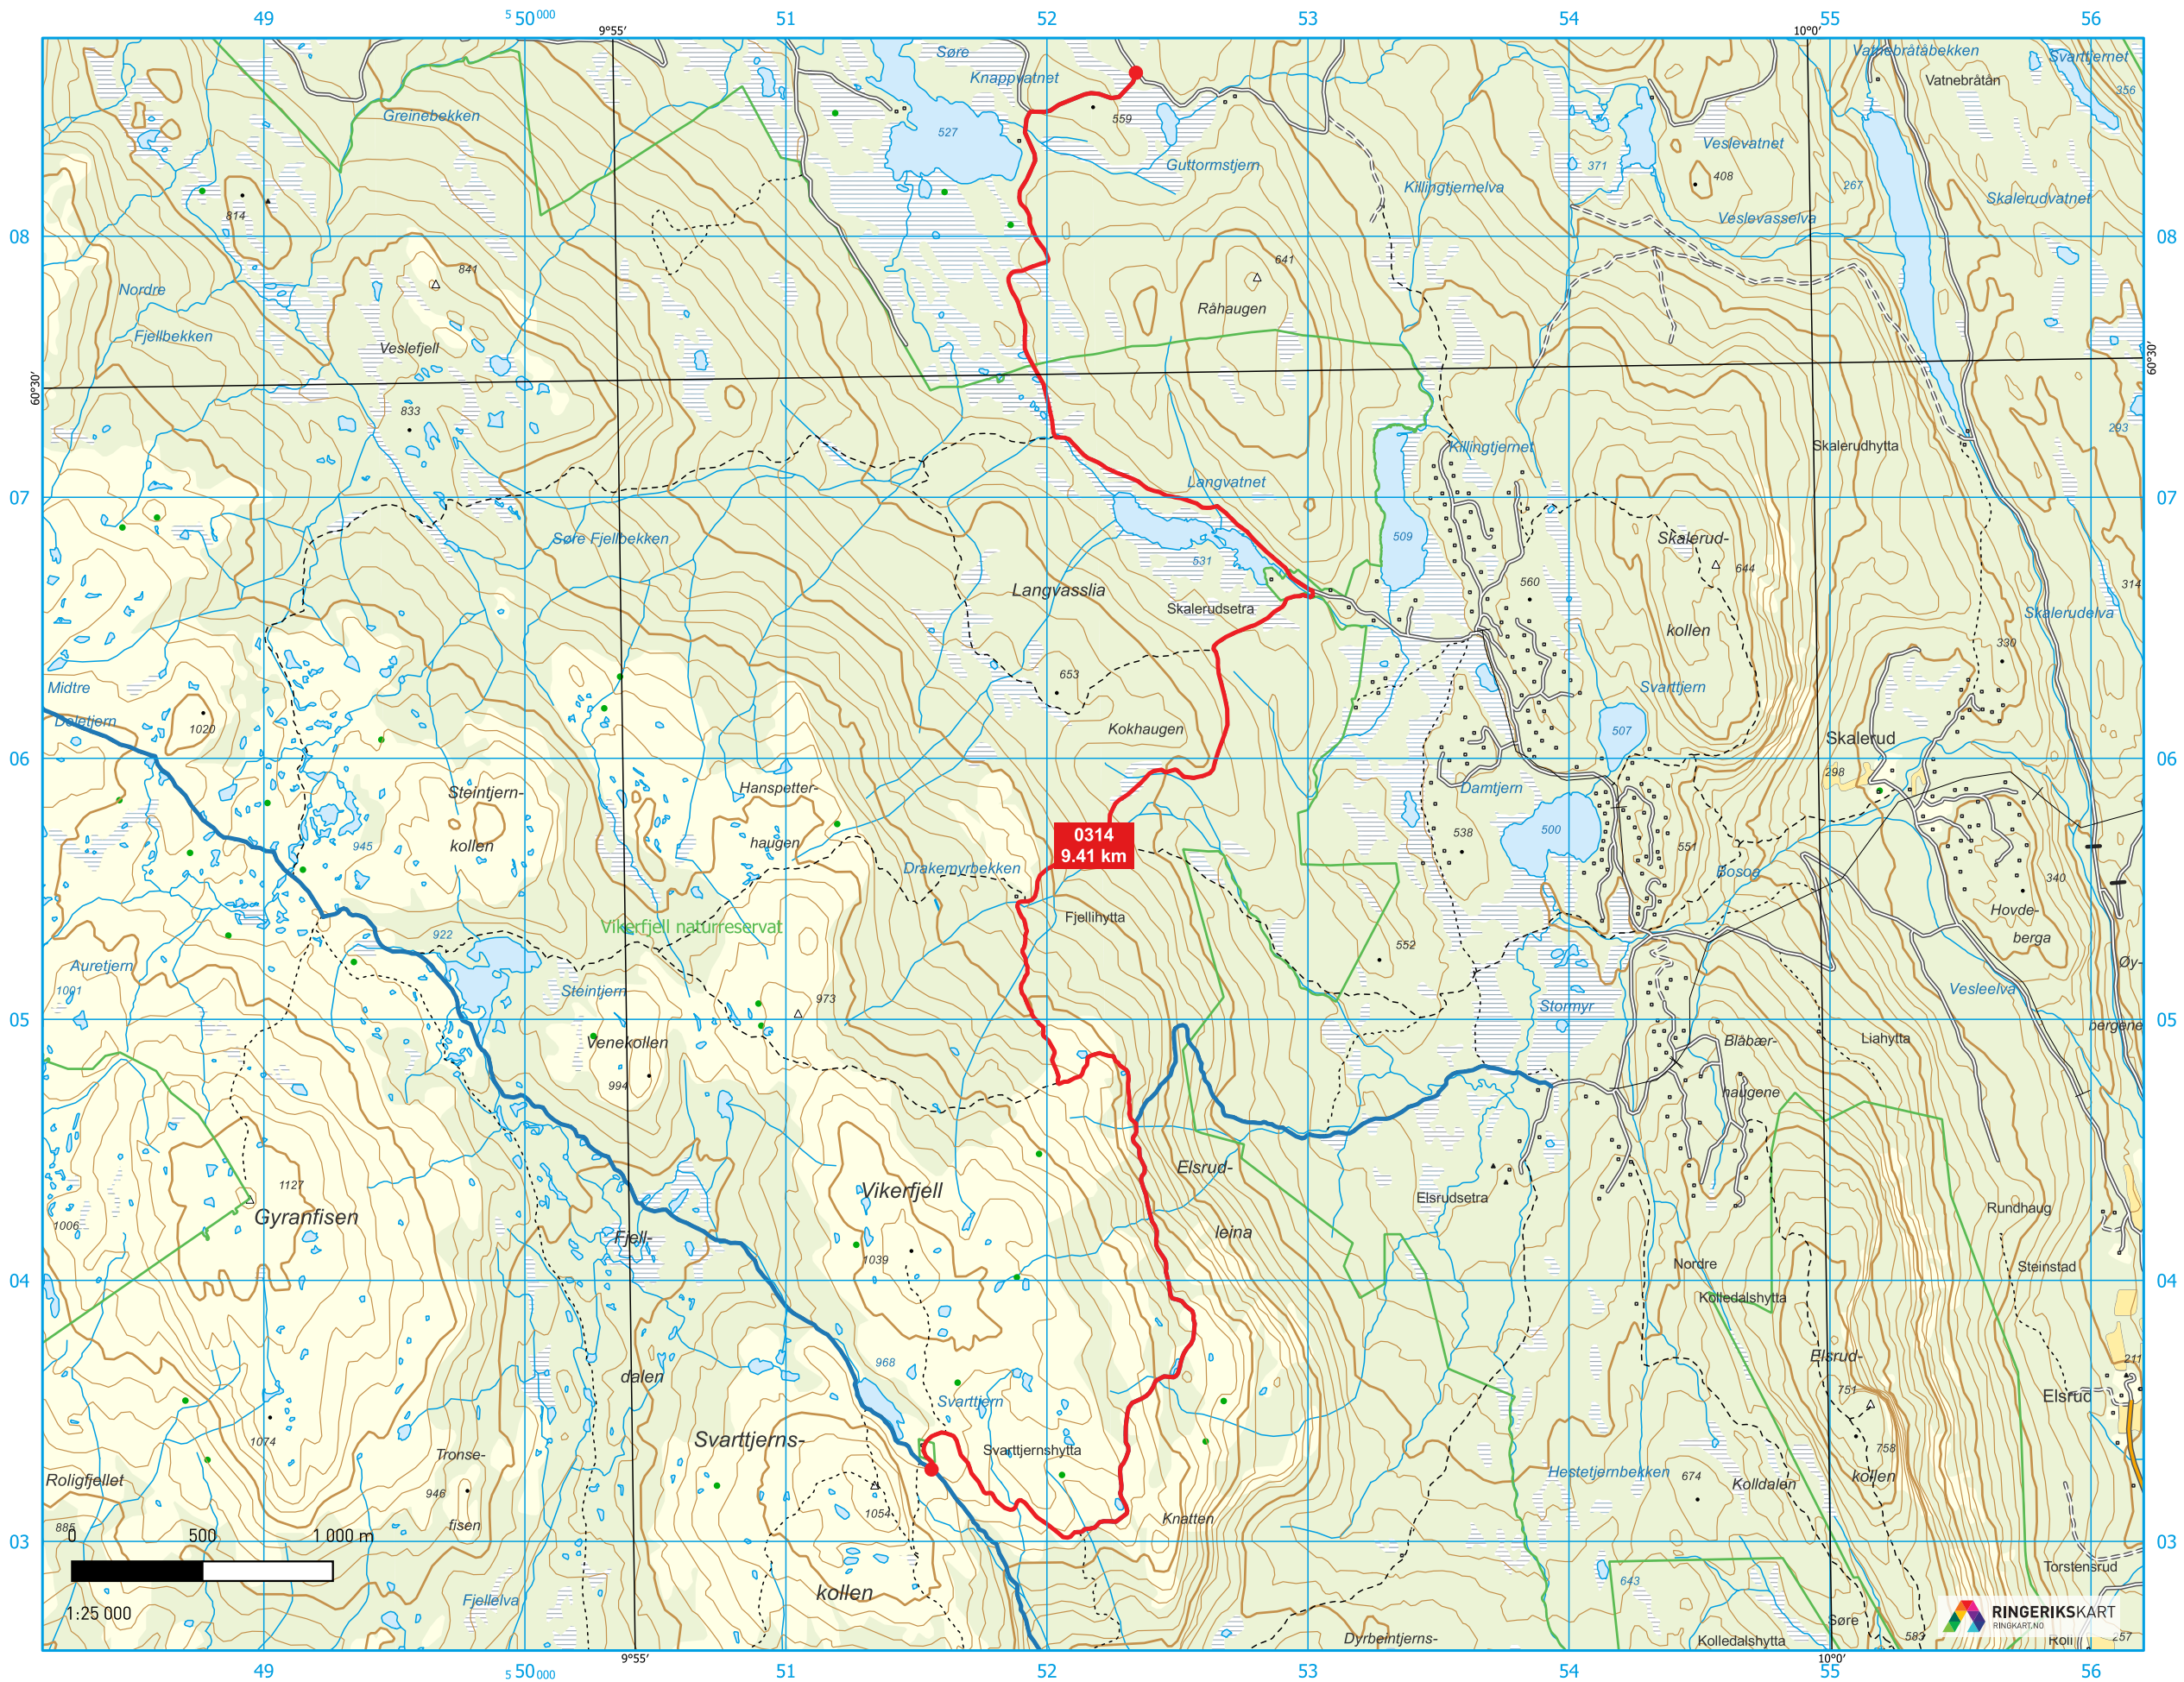 49
5 50 000
51
52
53
54
55
56
9°55'
10°0'
Søre
Knappvatnet
527
Greinebekken
559
Guttormstjern
Killingtjernelva
371
408
Veslevatnet
Veslevasselva
267
Vatnebråtåbekken
Vatnebråtån
Svarttjernet
356
Skalerudvatnet
814
08
08
841
Nordre
Fjellbekken
Veslefjell
833
641
Råhaugen
60°30'
60°30'
293
Killingtjernet
Skalerudhytta
07
07
Langvatnet
509
531
Søre Fjellbekken
Langvasslia
Skalerudsetra
560
Skalerud-
644
kollen
314
Skalerudelva
330
653
Kokhaugen
Svarttjern
507
Midtre
Deletjern
1020
06
06
Skalerud
298
Steintjern-
kollen
945
Hanspetter-
haugen
Damtjern
500
538
551
0314
9.41 km
Drakemyrbekken
Fjellihytta
Bosoa
340
Hovde-
berga
Vikerfjell naturreservat
922
Auretjern
1001
Steintjern
973
552
Stormyr
Vesleelva
Øy-
bergene
05
05
Venekollen
994
Blåbær-
haugene
Liahytta
Elsrud-
leina
Vikerfjell
1039
Elsrudsetra
1127
Gyranfisen
1006
Fjell-
dalen
Rundhaug
Steinstad
Nordre
Kolledalshytta
04
04
968
Svarttjern
Svarttjernshytta
Svarttjerns-
kollen
1054
Elsrud-
751
758
kollen
211
Elsrud
1074
Tronse-
946
fisen
Roligfjellet
885
Hestetjernbekken
674
Kolldalen
Knatten
03
03
0 500 1 000 m
1:25 000
Fjellelva
643
Torstensrud
Søre
Kolledalshytta
583
Roli
257
Dyrbeintjerns-
RINGERIKSKART
RINGKART.NO
9°55'
10°0'
49
5 50 000
51
52
53
54
55
56